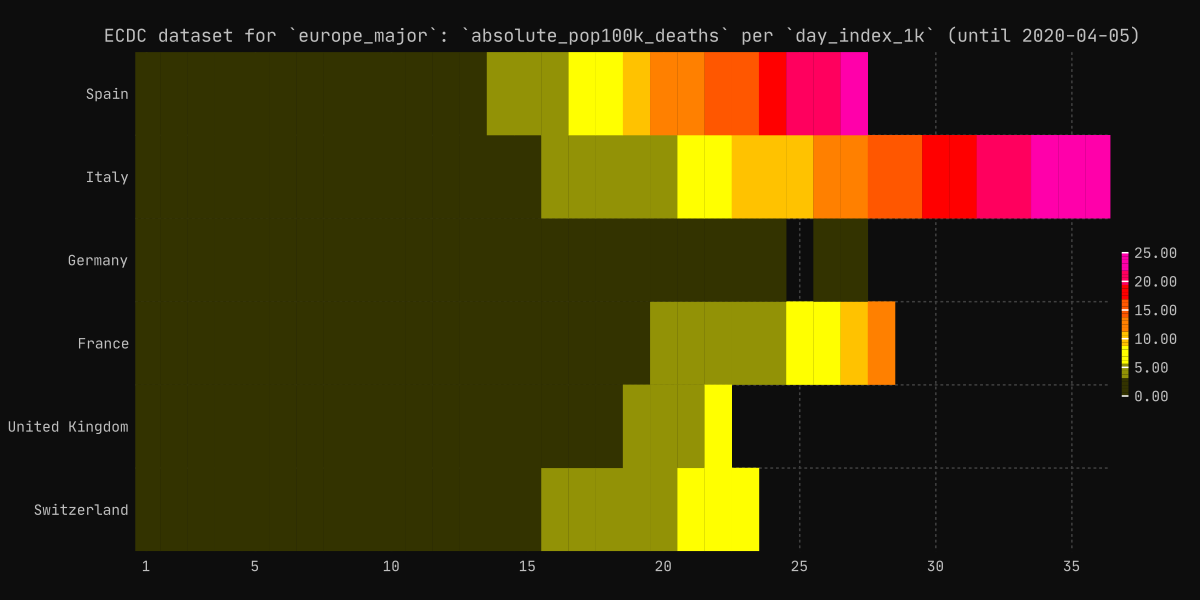 ECDC dataset for `europe_major`: `absolute_pop100k_deaths` per `day_index_1k` (until 2020-04-05)
Spain
Italy
Germany
France
United Kingdom
Switzerland
25.00
20.00
15.00
10.00
5.00
0.00
1 5 10 15 20 25 30 35